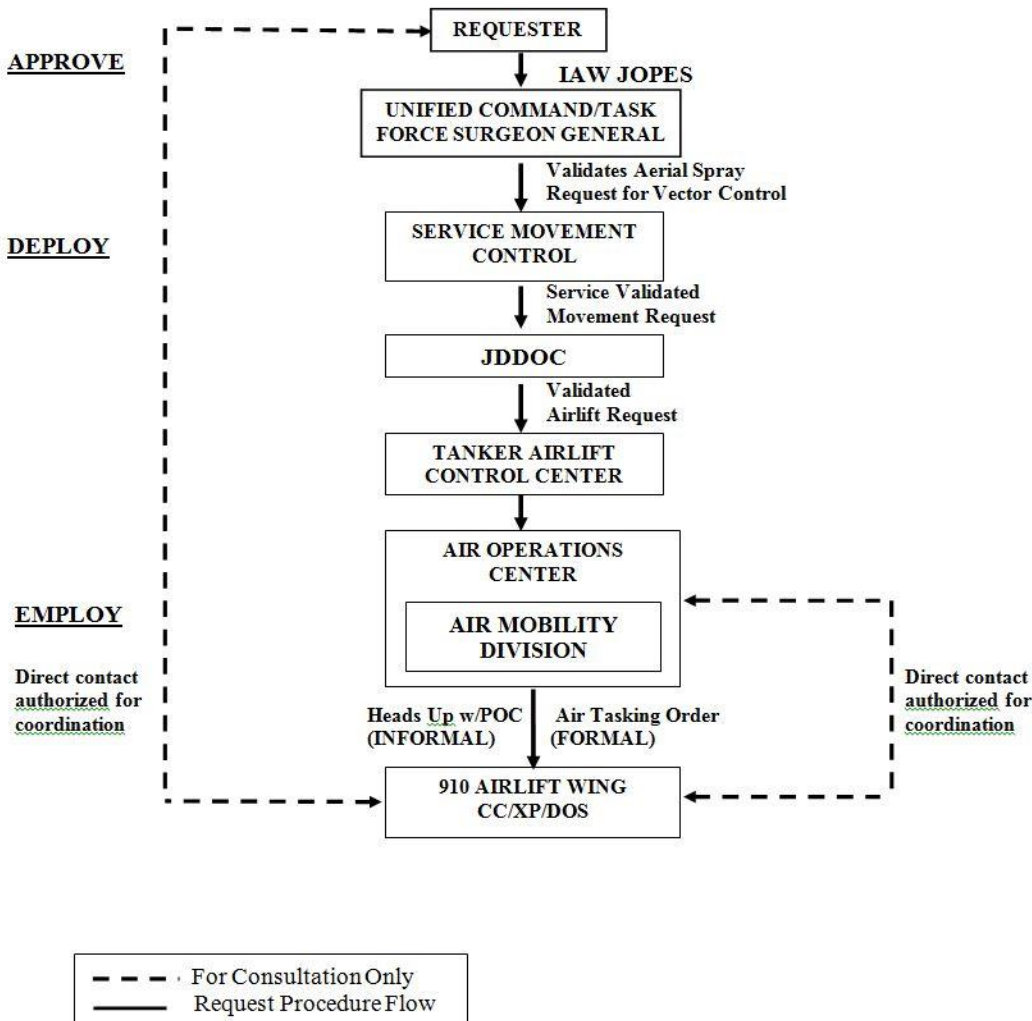 REQUESTER
APPROVE
IAW JOPES
UNIFIED COMMAND/TASK
FORCE SURGEON GENERAL
Validates Aerial Spray
Request for Vector Control
DEPLOY
SERVICE MOVEMENT
CONTROL
Service Validated
Movement Request
JDDOC
Validated
Airlift Request
TANKER AIRLIFT
CONTROL CENTER
AIR OPERATIONS
CENTER
EMPLOY
AIR MOBILITY
DIVISION
Direct contact
authorized for
coordination
Direct contact
authorized for
coordination
Heads Up w/POC
(INFORMAL)
Air Tasking Order
(FORMAL)
910 AIRLIFT WING
CC/XP/DOS
For Consultation Only
Request Procedure Flow